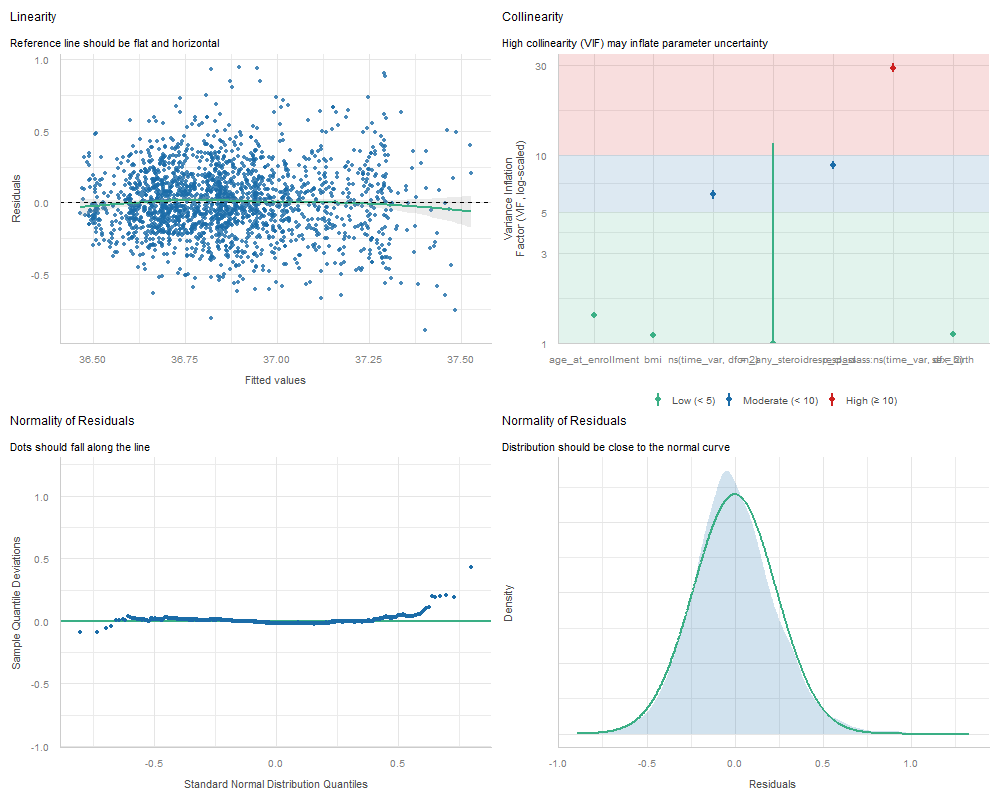 Linearity
Reference line should be flat and horizontal
1.0
0.5
0.0
-0.5
Residuals
36.50 36.75 37.00 37.25 37.50
Fitted values
Collinearity
High collinearity (VIF) may inflate parameter uncertainty
30
10
5
3
1
Variance Inflation
Factor (VIF, log-scaled)
age_at_enrollment bmi ns(time_var,
Low (< 5) Moderate (< 10) High (≥ 10)
Normality of Residuals
Dots should fall along the line
1.0
0.5
0.0
-0.5
-1.0
Sample Quantile Deviations
-0.5 0.0 0.5
Standard Normal Distribution Quantiles
Normality of Residuals
Distribution should be close to the normal curve
Density
-1.0 -0.5 0.0 0.5 1.0
Residuals